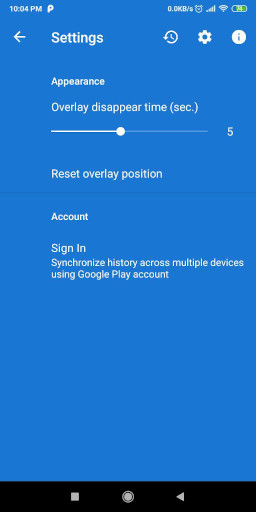 10:04 PM
0.0KB/s
74
Settings
Appearance
Overlay disappear time (sec.)
5
Reset overlay position
Account
Sign In
Synchronize history across multiple devices
using Google Play account